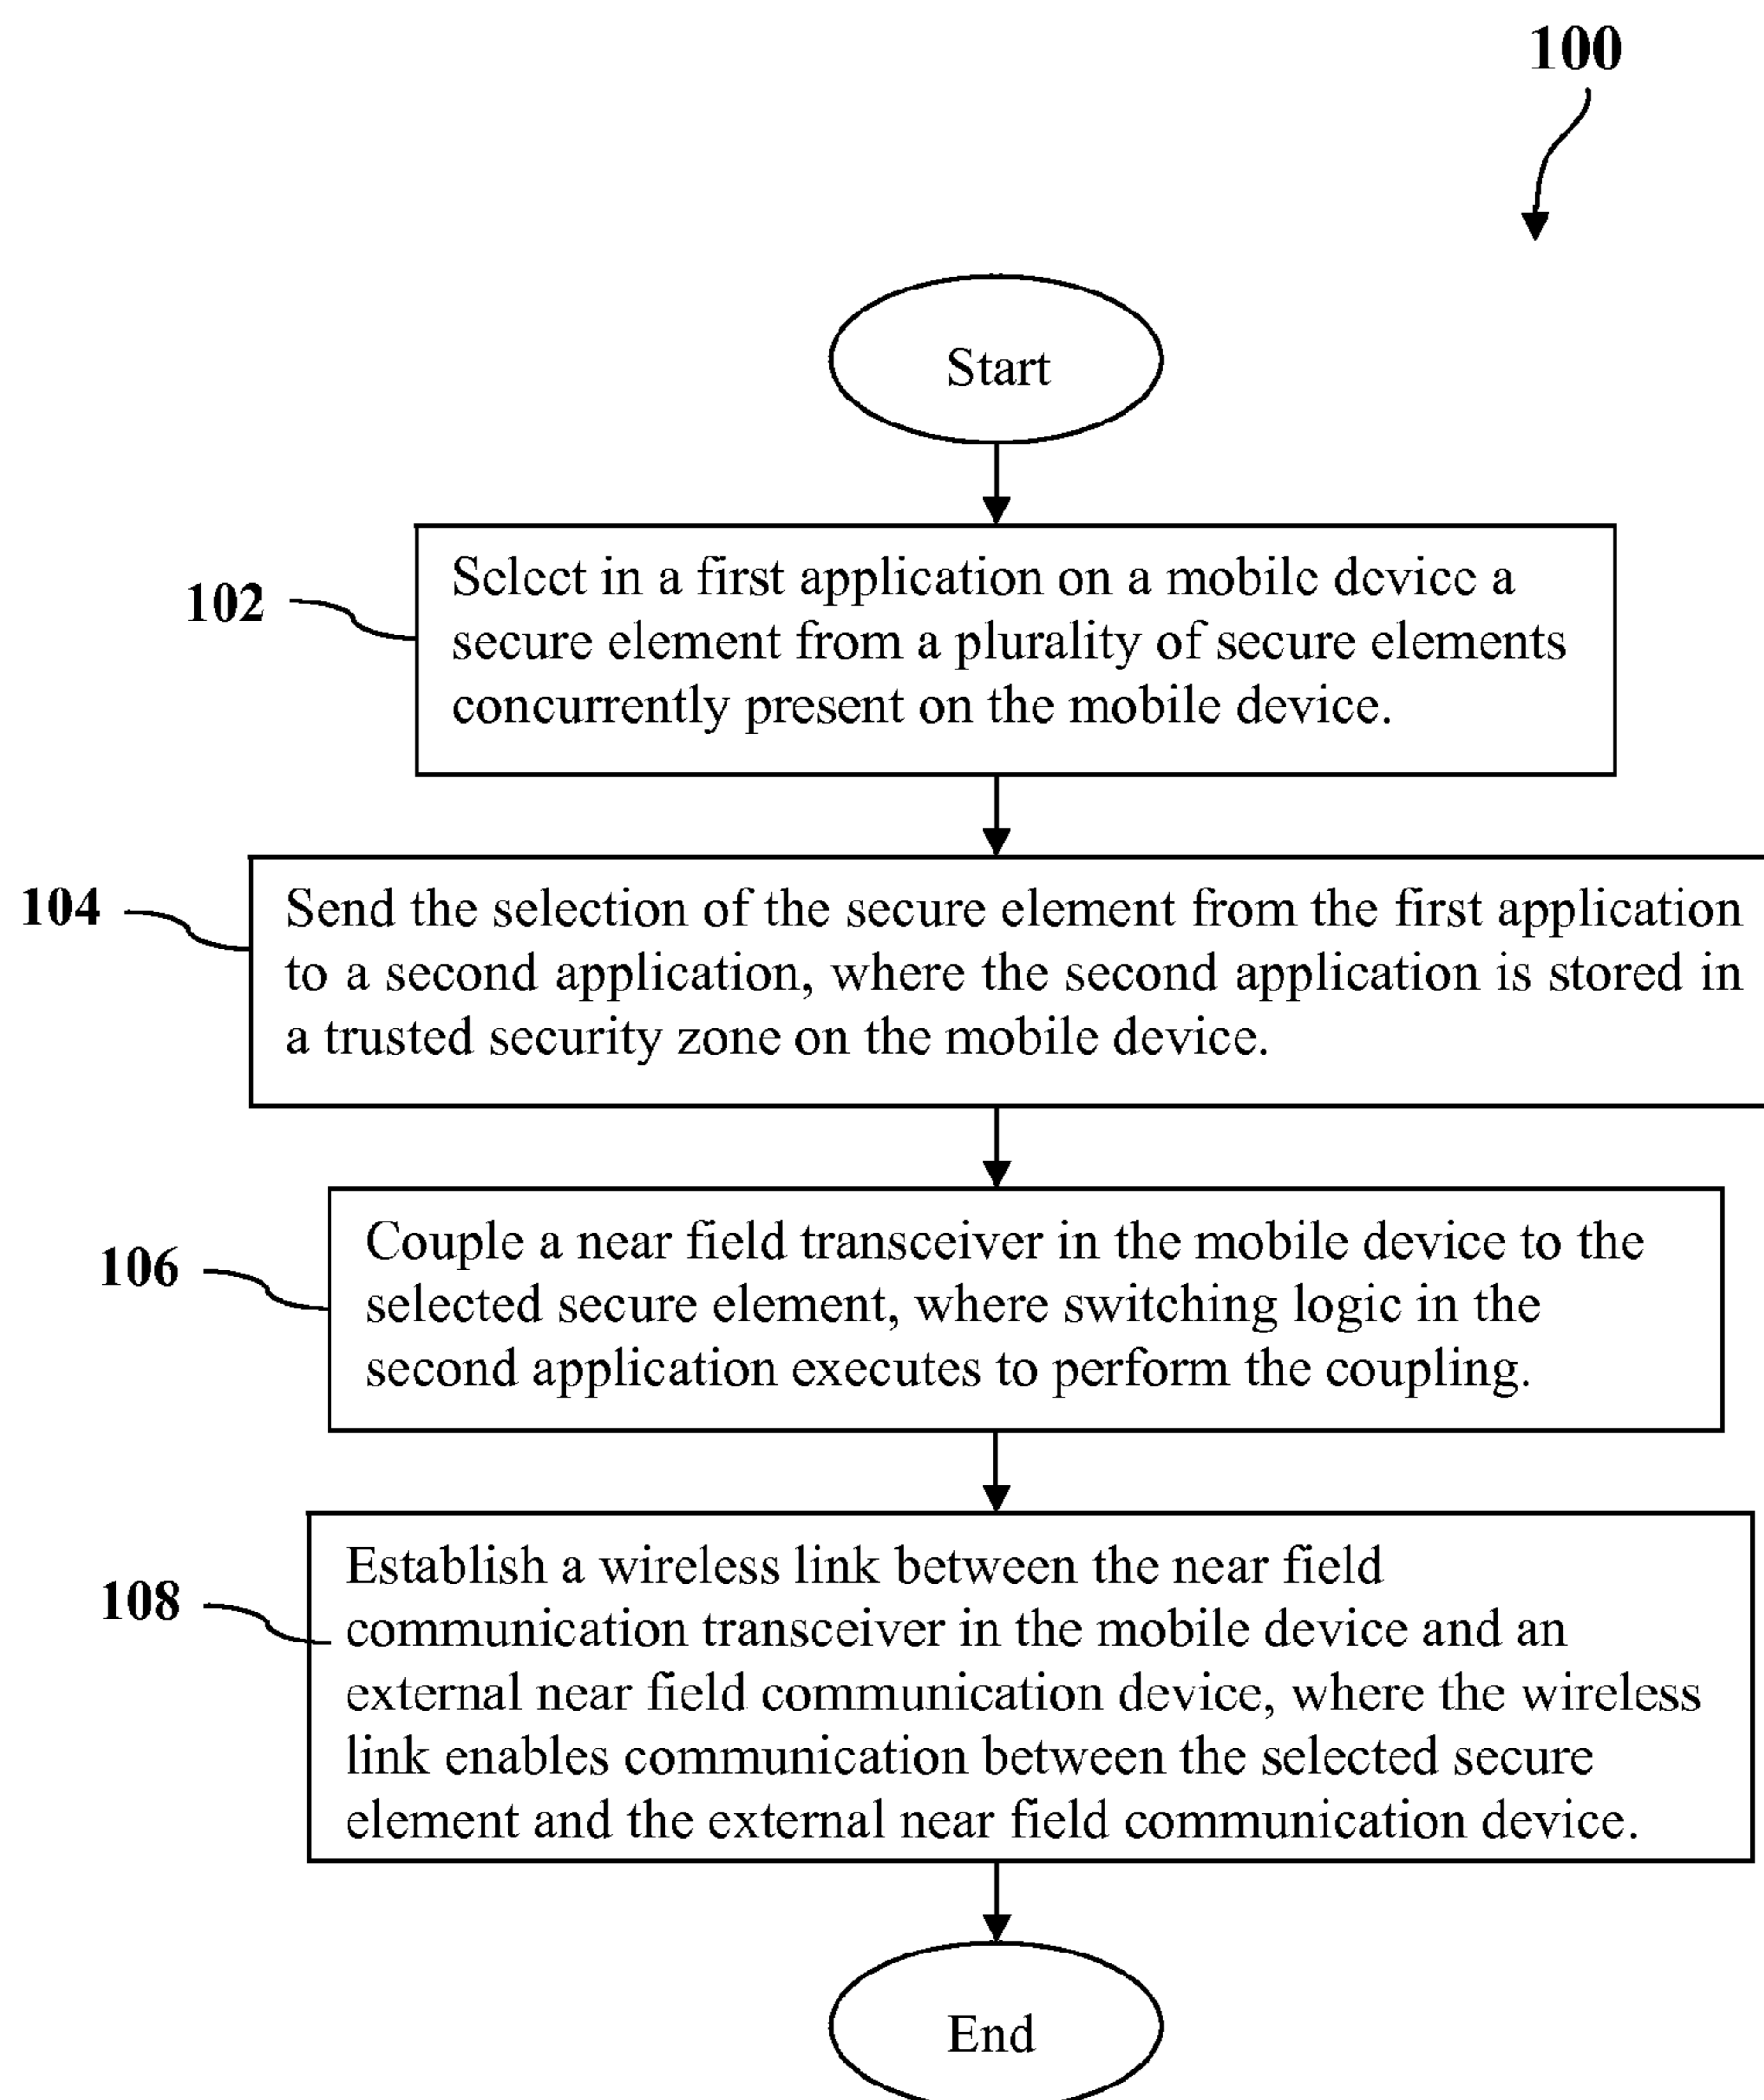 100
Start
102
Select in a first application on a mobile device a
secure element from a plurality of secure elements
concurrently present on the mobile device.
104
Send the selection of the secure element from the first application
to a second application, where the second application is stored in
a trusted security zone on the mobile device.
106
Couple a near field transceiver in the mobile device to the
selected secure element, where switching logic in the
second application executes to perform the coupling.
108
Establish a wireless link between the near field
communication transceiver in the mobile device and an
external near field communication device, where the wireless
link enables communication between the selected secure
element and the external near field communication device.
End